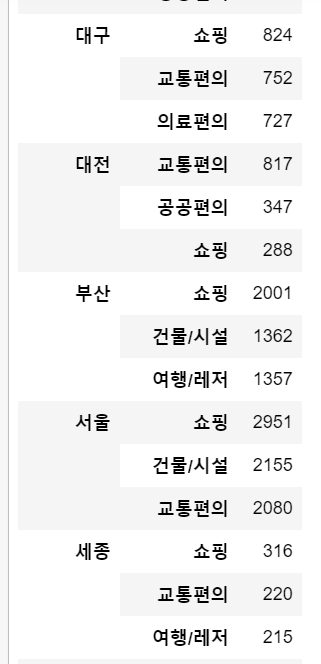 대구 쇼핑 824
교통편의 752
의료편의 727
대전 교통편의 817
공공편의 347
쇼핑 288
부산 쇼핑 2001
건물/시설 1362
여행/레저 1357
서울 쇼핑 2951
건물/시설 2155
교통편의 2080
세종 쇼핑 316
교통편의 220
여행/레저 215